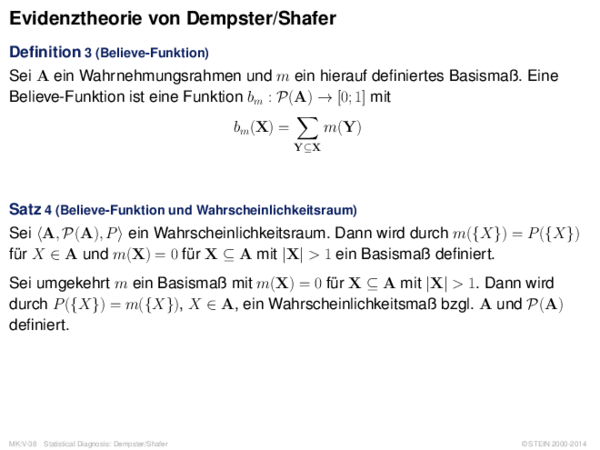 Evidenztheorie von Dempster/Shafer
Definition 3 (Believe-Funktion)
Sei A ein Wahrnehmungsrahmen und m ein hierauf definiertes Basismaß. Eine
Believe-Funktion ist eine Funktion b_m : P(A) → [0; 1] mit
b_m(X) = ∑_{Y⊆X} m(Y)
Satz 4 (Believe-Funktion und Wahrscheinlichkeitsraum)
Sei ⟨A, P(A), P⟩ ein Wahrscheinlichkeitsraum. Dann wird durch m({X}) = P({X})
für X ∈ A und m(X) = 0 für X ⊆ A mit |X| > 1 ein Basismaß definiert.
Sei umgekehrt m ein Basismaß mit m(X) = 0 für X ⊆ A mit |X| > 1. Dann wird
durch P({X}) = m({X}), X ∈ A, ein Wahrscheinlichkeitsmaß bzgl. A und P(A)
definiert.
MK:V-38 Statistical Diagnosis: Dempster/Shafer
© STEIN 2000-2014